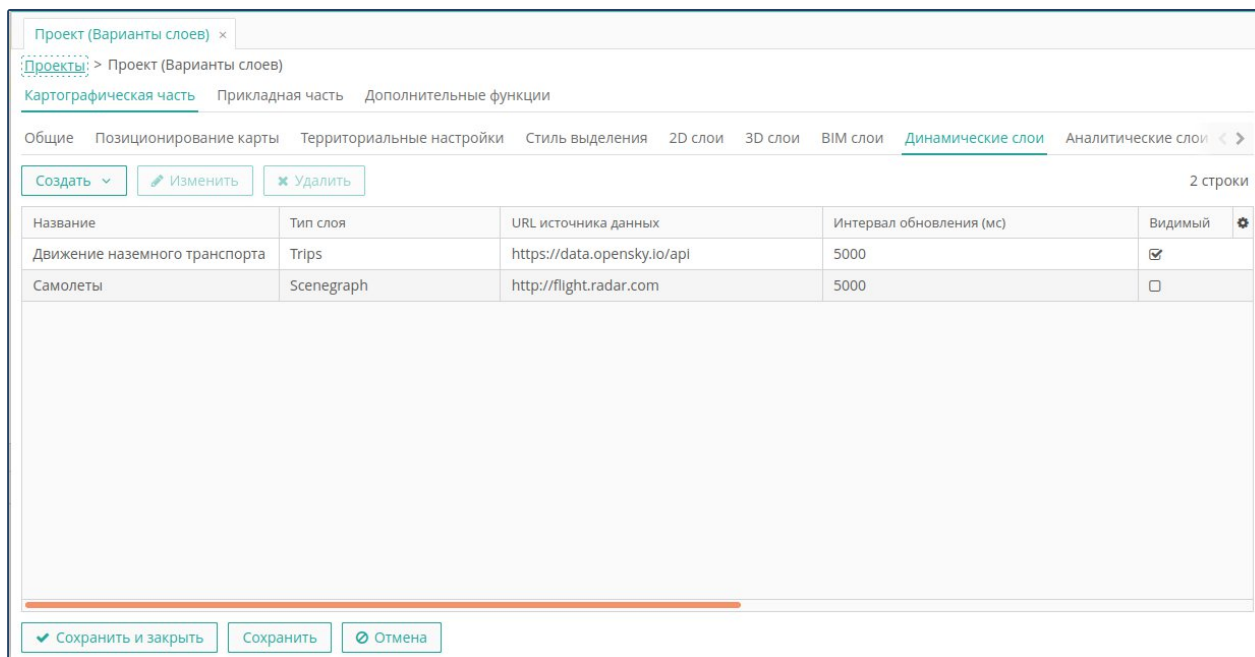 Проект (Варианты слоев) ×
Проекты > Проект (Варианты слоев)
Картографическая часть Прикладная часть Дополнительные функции
Общие Позиционирование карты Территориальные настройки Стиль выделения 2D слои 3D слои BIM слои Динамические слои Аналитические слои
Создать Изменить Удалить 2 строки
Название Тип слоя URL источника данных Интервал обновления (мс) Видимый
Движение наземного транспорта Trips https://data.opensky.io/api 5000
Самолеты Scenegraph http://flight.radar.com 5000
Сохранить и закрыть Сохранить Отмена